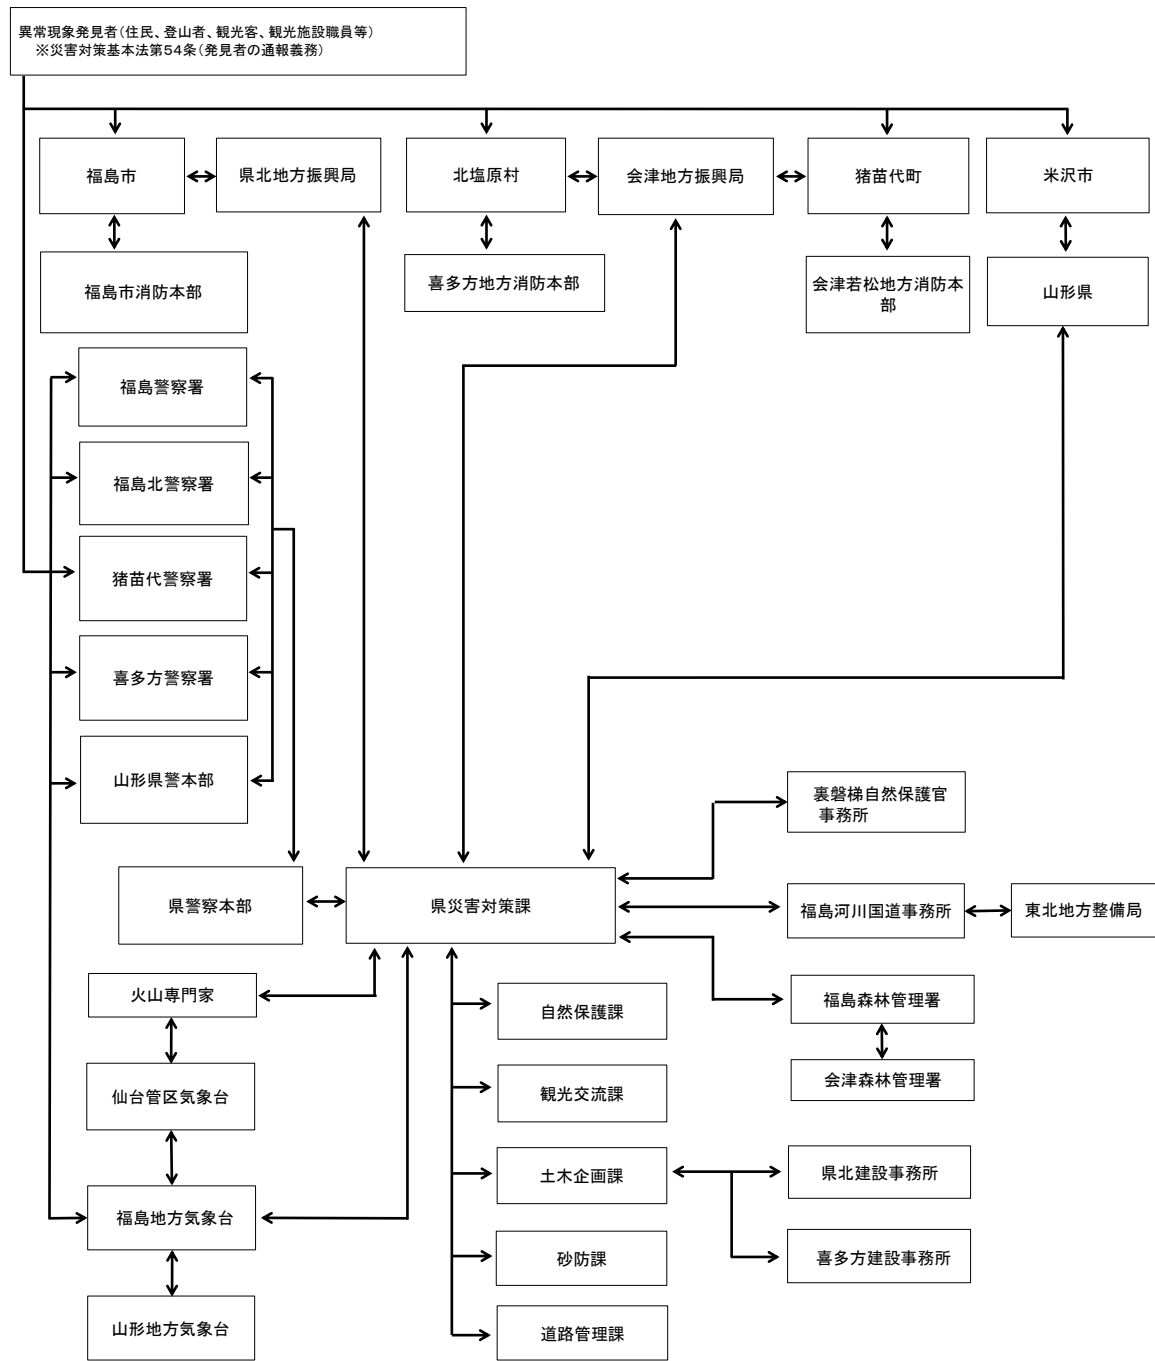 異常現象発見者（住民、登山者、観光客、観光施設職員等）
※災害対策基本法第54条（発見者の通報義務）
福島市
県北地方振興局
北塩原村
会津地方振興局
猪苗代町
米沢市
福島市消防本部
喜多方地方消防本部
会津若松地方消防本
部
山形県
福島警察署
福島北警察署
猪苗代警察署
喜多方警察署
山形県警本部
裏磐梯自然保護官
事務所
県警察本部
県災害対策課
福島河川国道事務所
東北地方整備局
火山専門家
自然保護課
福島森林管理署
会津森林管理署
仙台管区気象台
観光交流課
土木企画課
県北建設事務所
福島地方気象台
砂防課
喜多方建設事務所
山形地方気象台
道路管理課